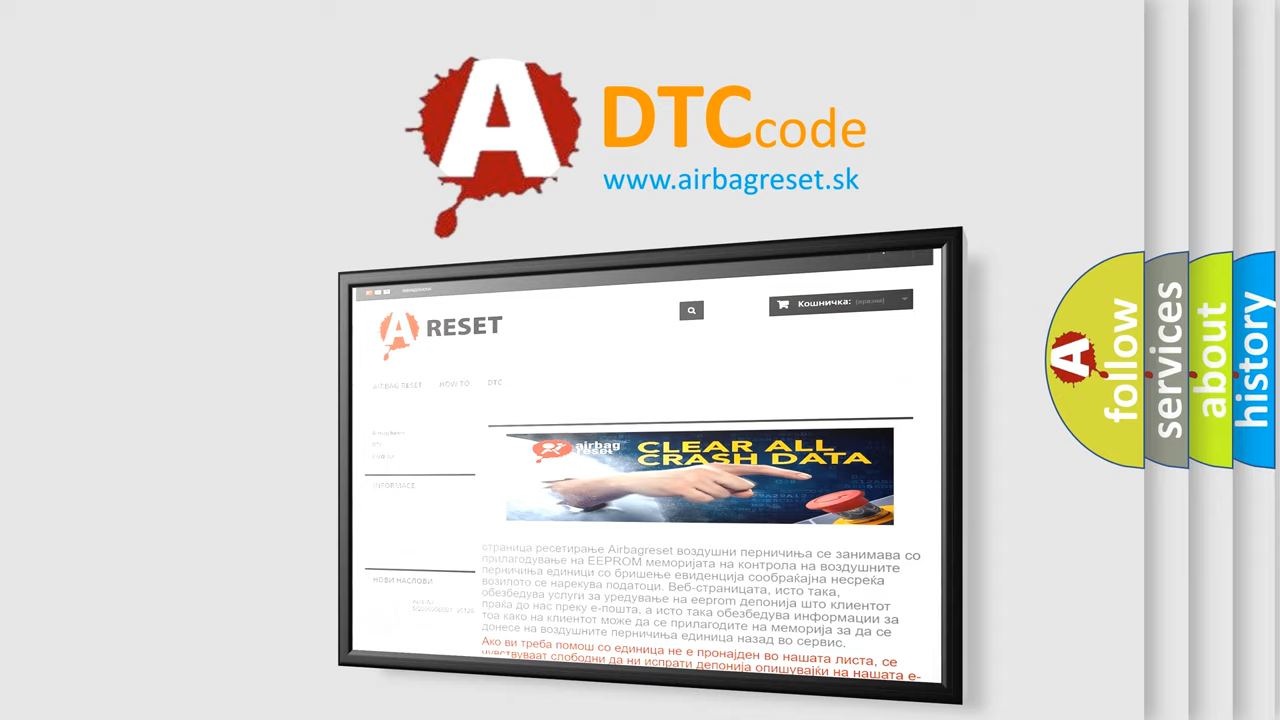 A
DTC code
www.airbagreset.sk
A RESET
Кошничка: (празни)
AIRBAG RESET HOW TO DTC
DTC
INFORMACE
airbag
reset
CLEAR ALL
CRASH DATA
страница ресетирање Airbagreset воздушни перничиња се занимава со
прилагодување на EEPROM меморијата на контрола на воздушните
перничиња единици со бришење евиденција сообраќајна несреќа
возилото се нарекува податоци. Веб-страницата, исто така,
обезбедува услуги за уредување на eeprom депонија што клиентот
праќа до нас преку е-пошта, а исто така обезбедува информации за
тоа како на клиентот може да се прилагодите на меморија за да се
донесе на воздушните перничиња единица назад во сервис.
Ако ви треба помош со единица не е пронајден во нашата листа, се
чувствуваат слободни да ни испрати депонија опишувајќи на нашата е-
НОВИ НАСЛОВИ
A follow
services
about
history